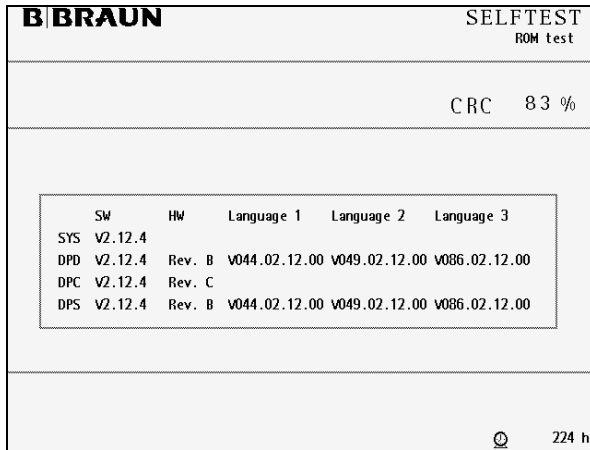 B|BRAUN SELFTEST
ROM test
CRC 83 %
SW HW Language 1 Language 2 Language 3
SYS V2.12.4
DPD V2.12.4 Rev. B V044.02.12.00 V049.02.12.00 V086.02.12.00
DPC V2.12.4 Rev. C
DPS V2.12.4 Rev. B V044.02.12.00 V049.02.12.00 V086.02.12.00
224 h